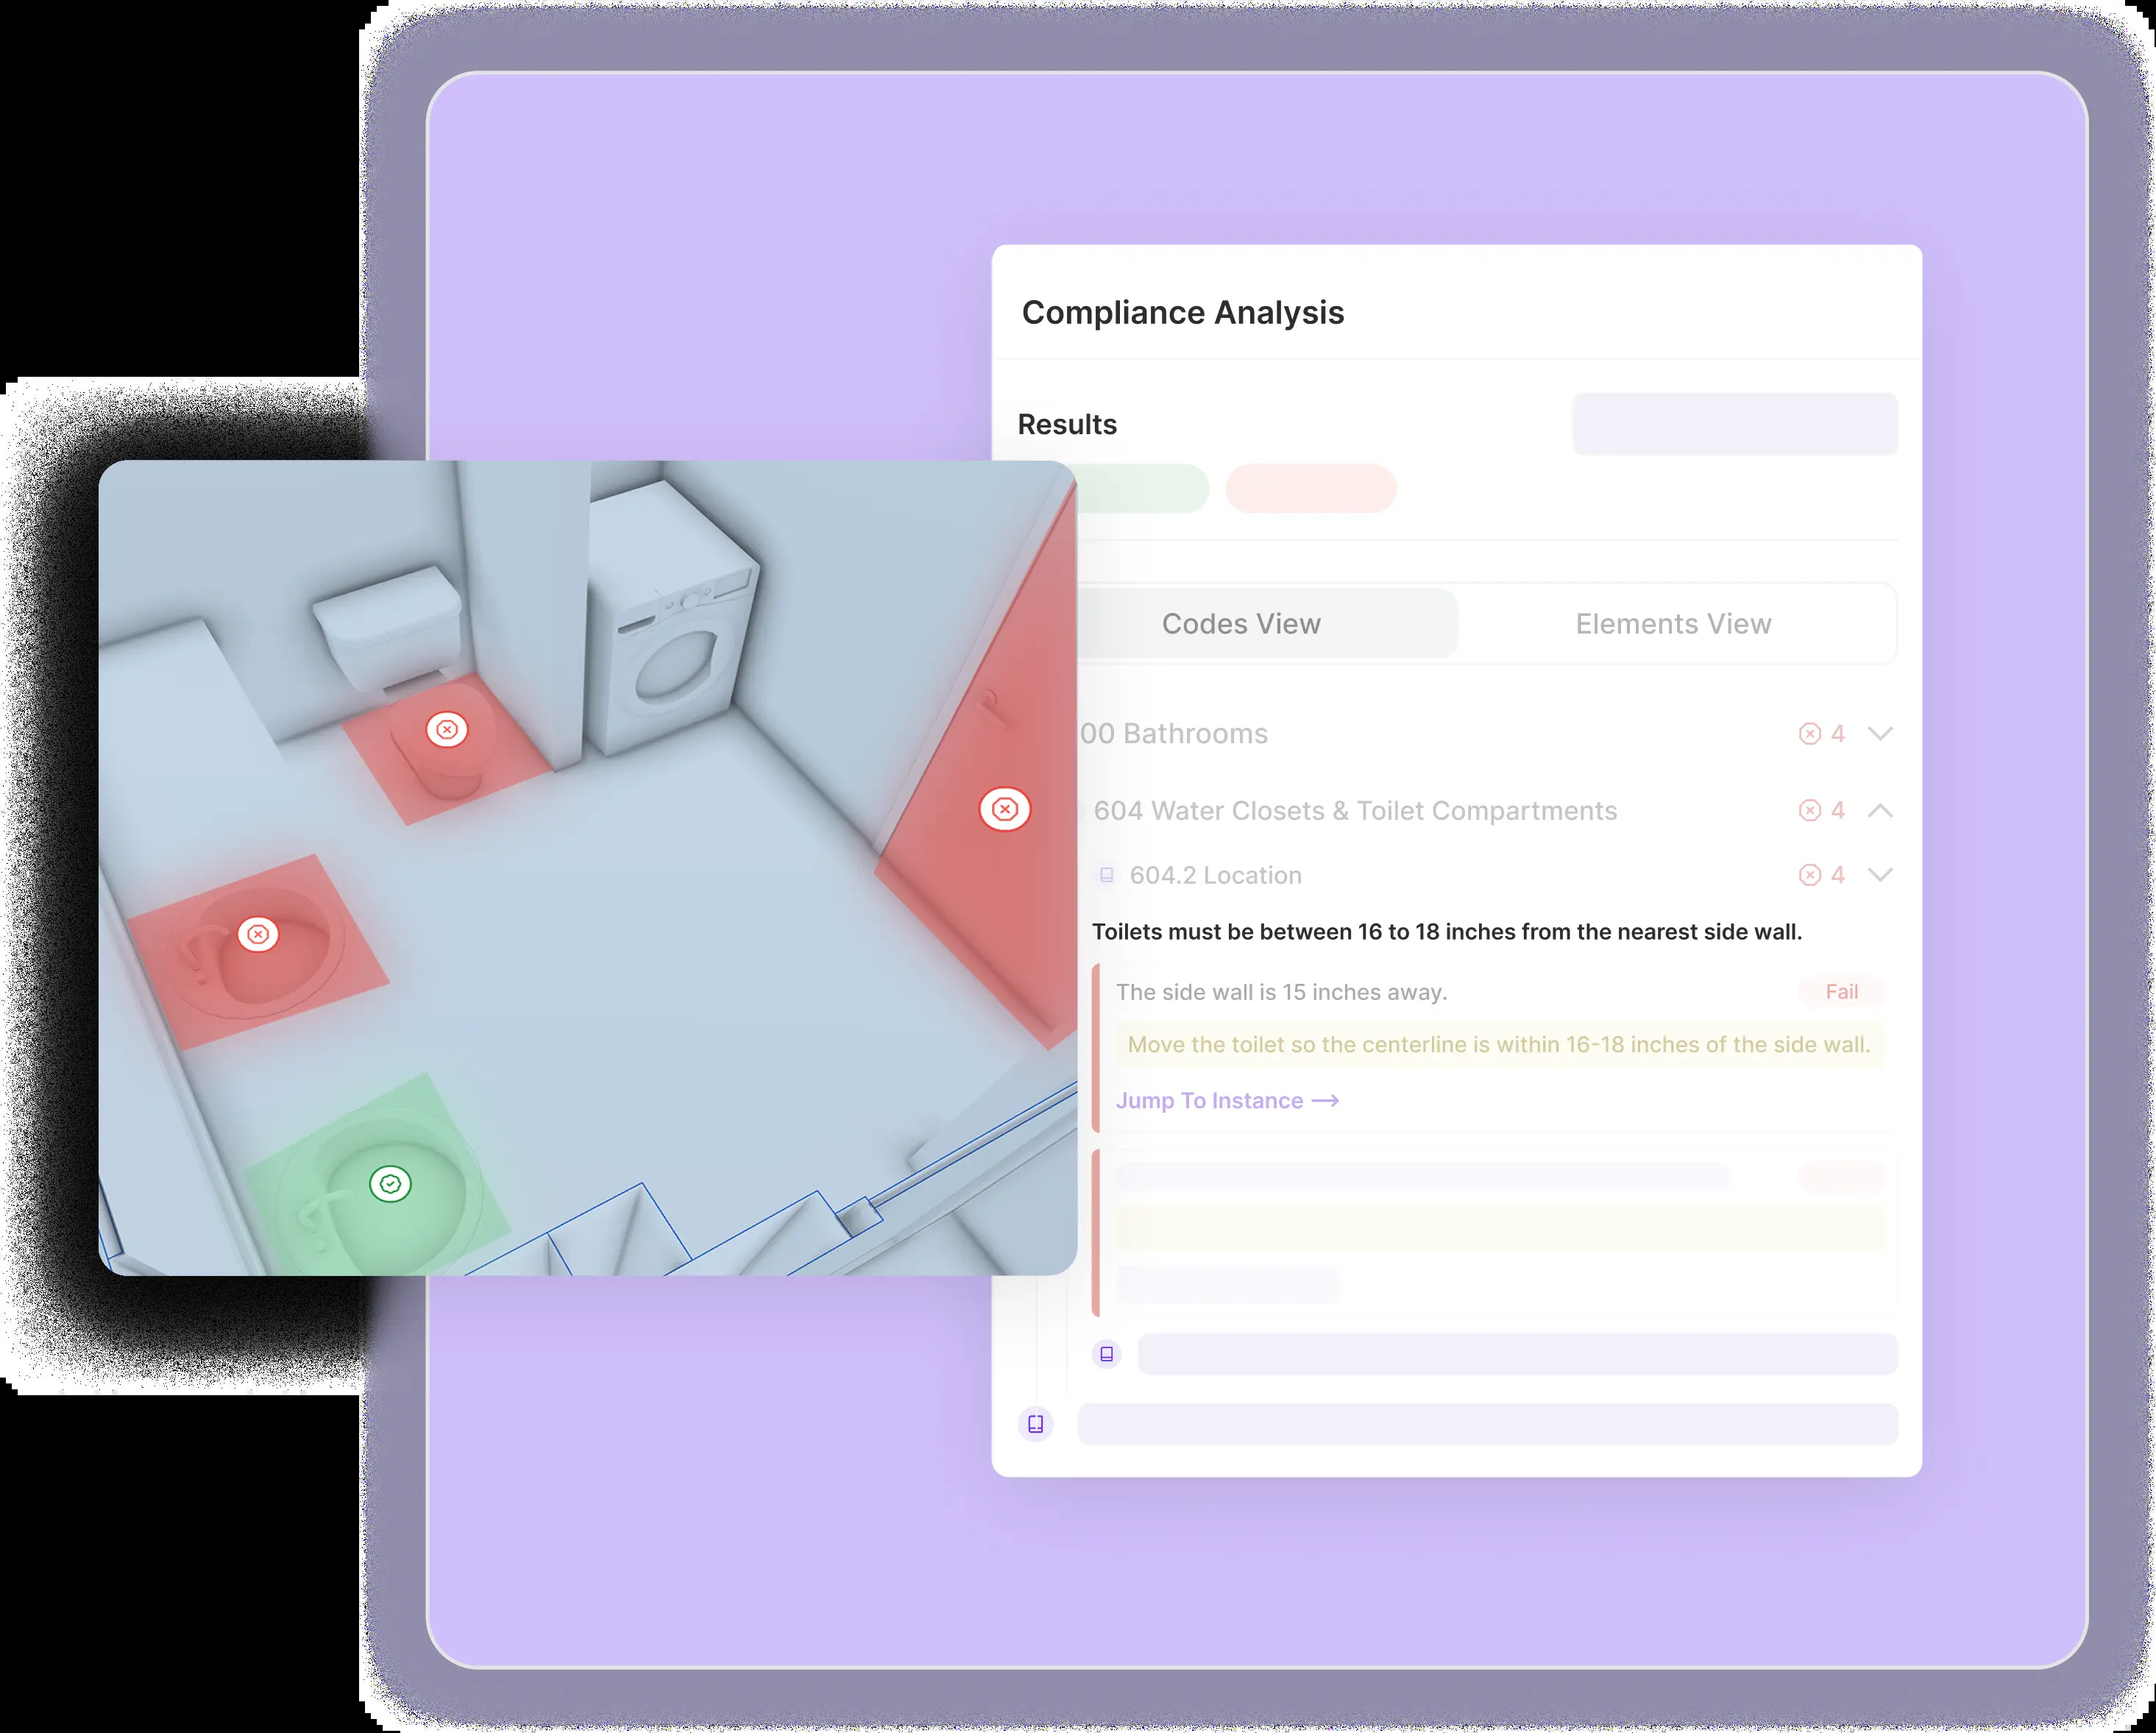 Compliance Analysis
Results
Codes View
Elements View
00 Bathrooms
4
604 Water Closets & Toilet Compartments
4
604.2 Location
4
Toilets must be between 16 to 18 inches from the nearest side wall.
The side wall is 15 inches away.
Fail
Move the toilet so the centerline is within 16-18 inches of the side wall.
Jump To Instance →